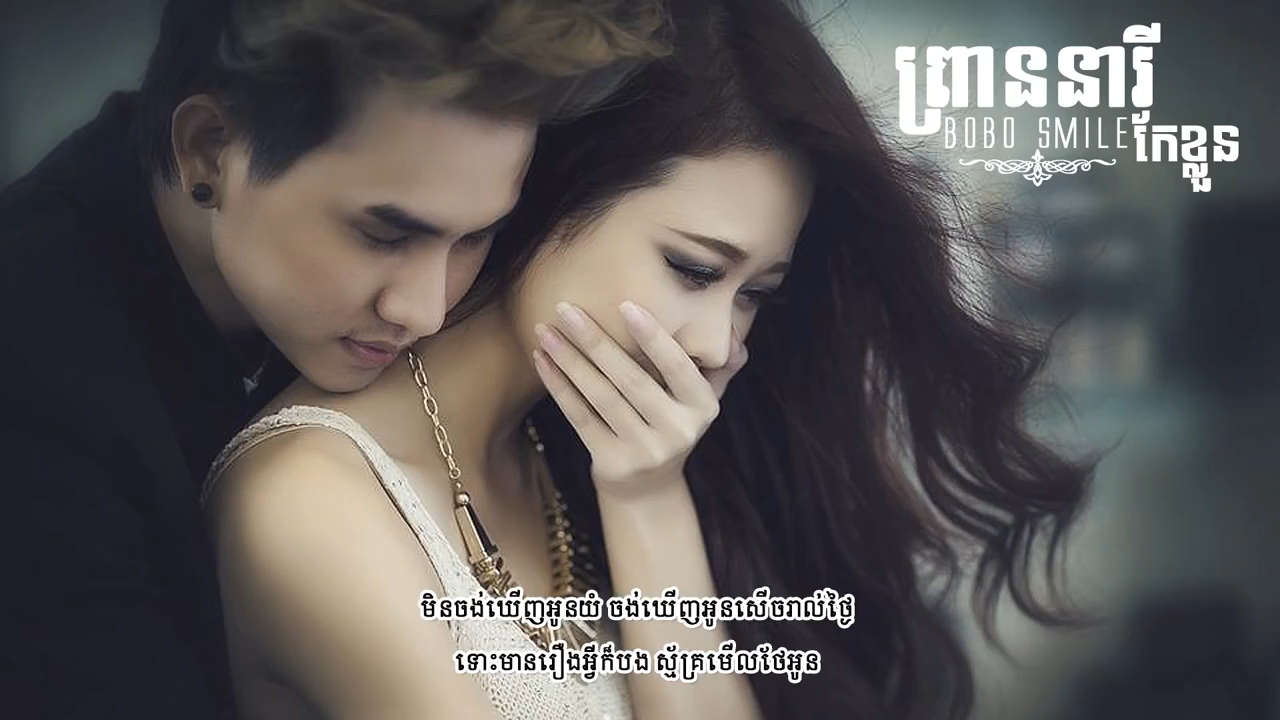 ព្រាននារី
BOBO SMILE
កែខ្លួន
មិនចង់ឃើញអូនយំ ចង់ឃើញអូនសើចរាល់ថ្ងៃ
ទោះមានរឿងអ្វីក៏បង ស្ម័គ្រមើលថែអូន